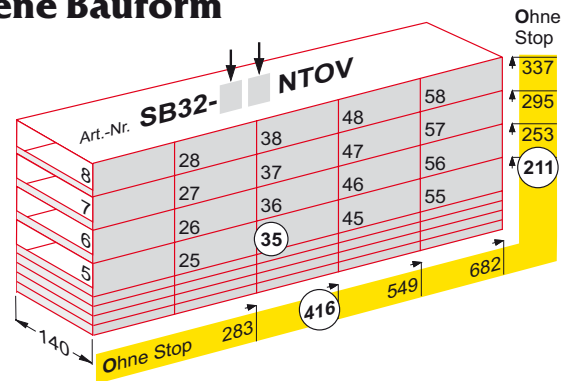 ene Bauform
Ohne
Stop
Art.-Nr. SB32- NTOV
337
295
253
211
28 38 48 58
27 37 47 57
26 36 46 56
25 35 45 55
8
7
6
5
140
Ohne Stop 283 416 549 682